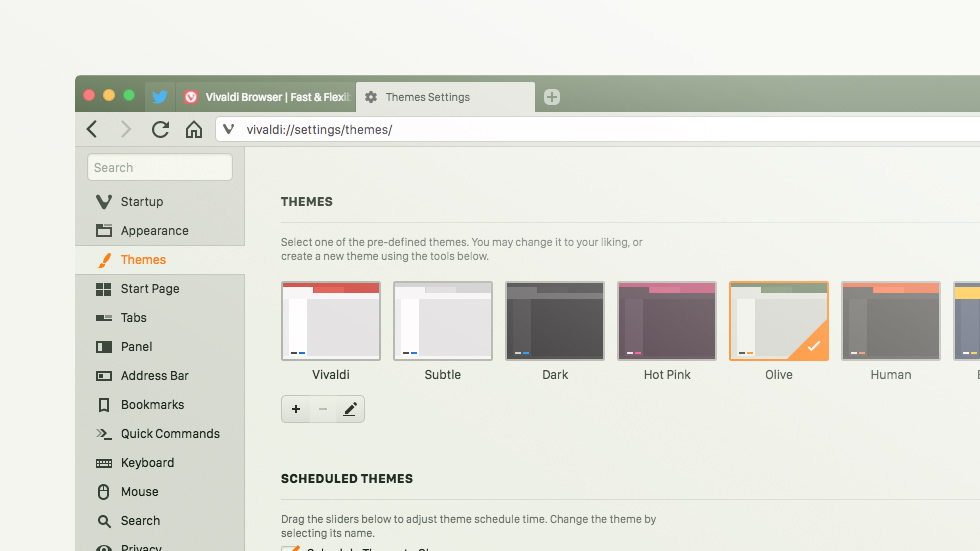 Vivaldi Browser | Fast & Flexi
Themes Settings
vivaldi://settings/themes/
Search
Startup
Appearance
Themes
Start Page
Tabs
Panel
Address Bar
Bookmarks
Quick Commands
Keyboard
Mouse
Search
Privacy
THEMES
Select one of the pre-defined themes. You may change it to your liking, or
create a new theme using the tools below.
Vivaldi
Subtle
Dark
Hot Pink
Olive
Human
SCHEDULED THEMES
Drag the sliders below to adjust theme schedule time. Change the theme by
selecting its name.